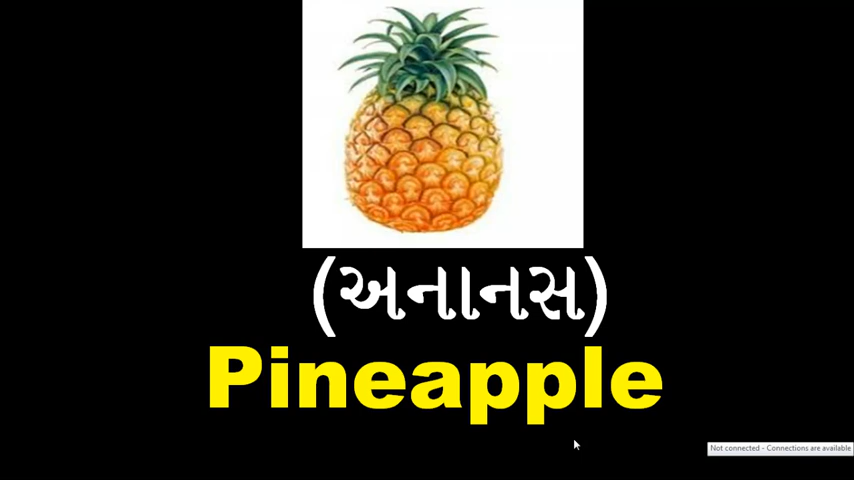 (અનાનસ)
Pineapple
Not connected - Connections are available